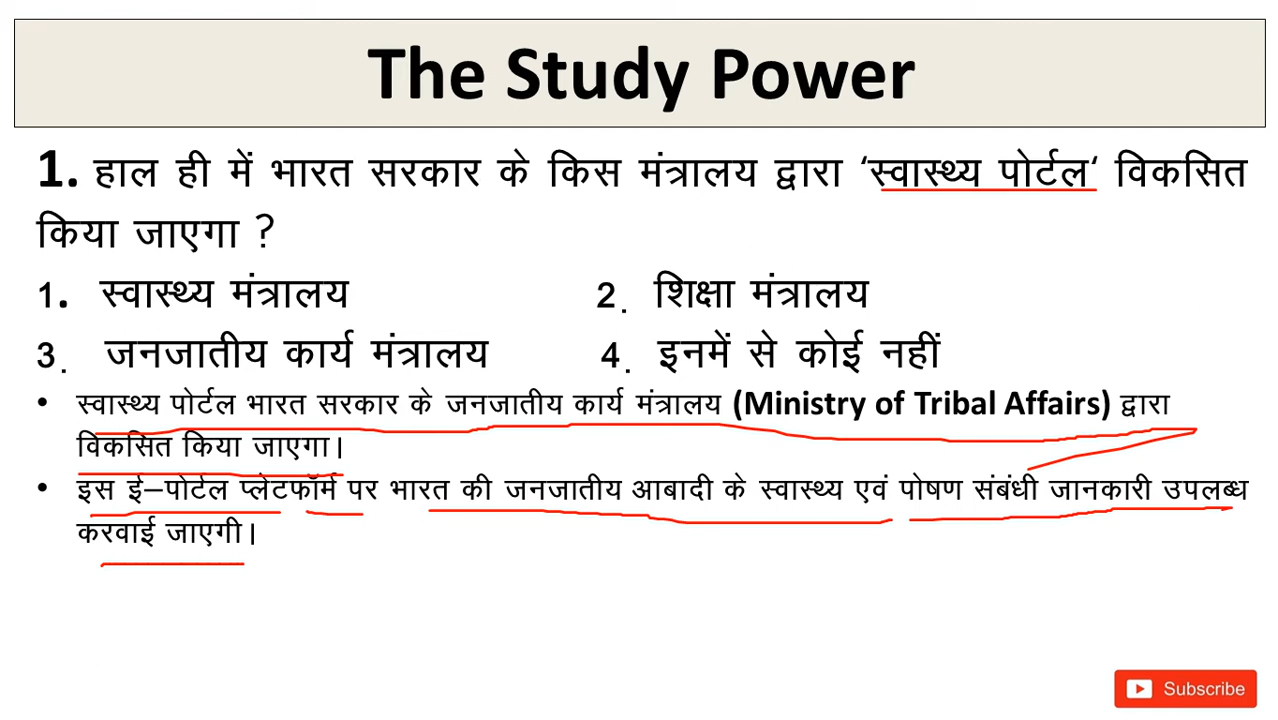 The Study Power
1. हाल ही में भारत सरकार के किस मंत्रालय द्वारा ‘स्वास्थ्य पोर्टल‘ विकसित
किया जाएगा ?
1. स्वास्थ्य मंत्रालय 2. शिक्षा मंत्रालय
3. जनजातीय कार्य मंत्रालय 4. इनमें से कोई नहीं
• स्वास्थ्य पोर्टल भारत सरकार के जनजातीय कार्य मंत्रालय (Ministry of Tribal Affairs) द्वारा
विकसित किया जाएगा।
• इस ई–पोर्टल प्लेटफॉर्म पर भारत की जनजातीय आबादी के स्वास्थ्य एवं पोषण संबंधी जानकारी उपलब्ध
करवाई जाएगी।
Subscribe